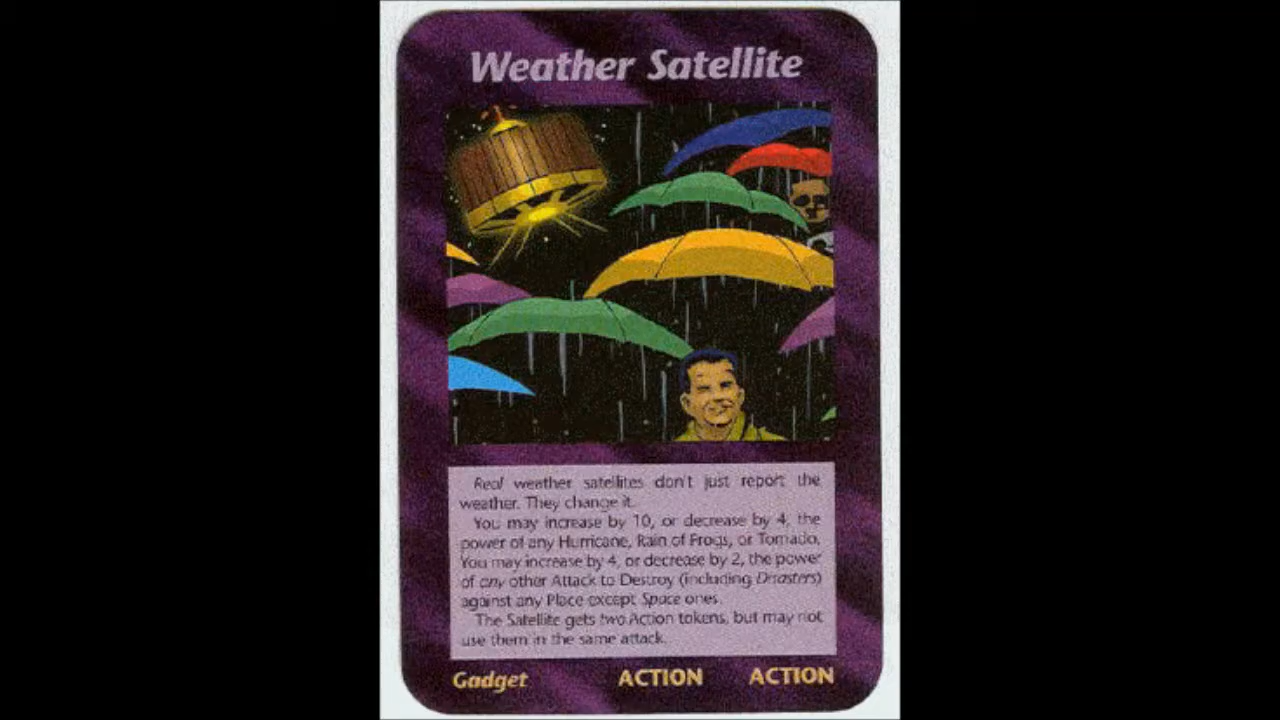 Weather Satellite
Real weather satellites don't just report the
weather. They change it.
You may increase by 10, or decrease by 4, the
power of any Hurricane, Rain of Frogs, or Tornado.
You may increase by 4, or decrease by 2, the power
of any other Attack to Destroy (including Disasters)
against any Place except Space ones.
The Satellite gets two Action tokens, but may not
use them in the same attack.
Gadget ACTION ACTION